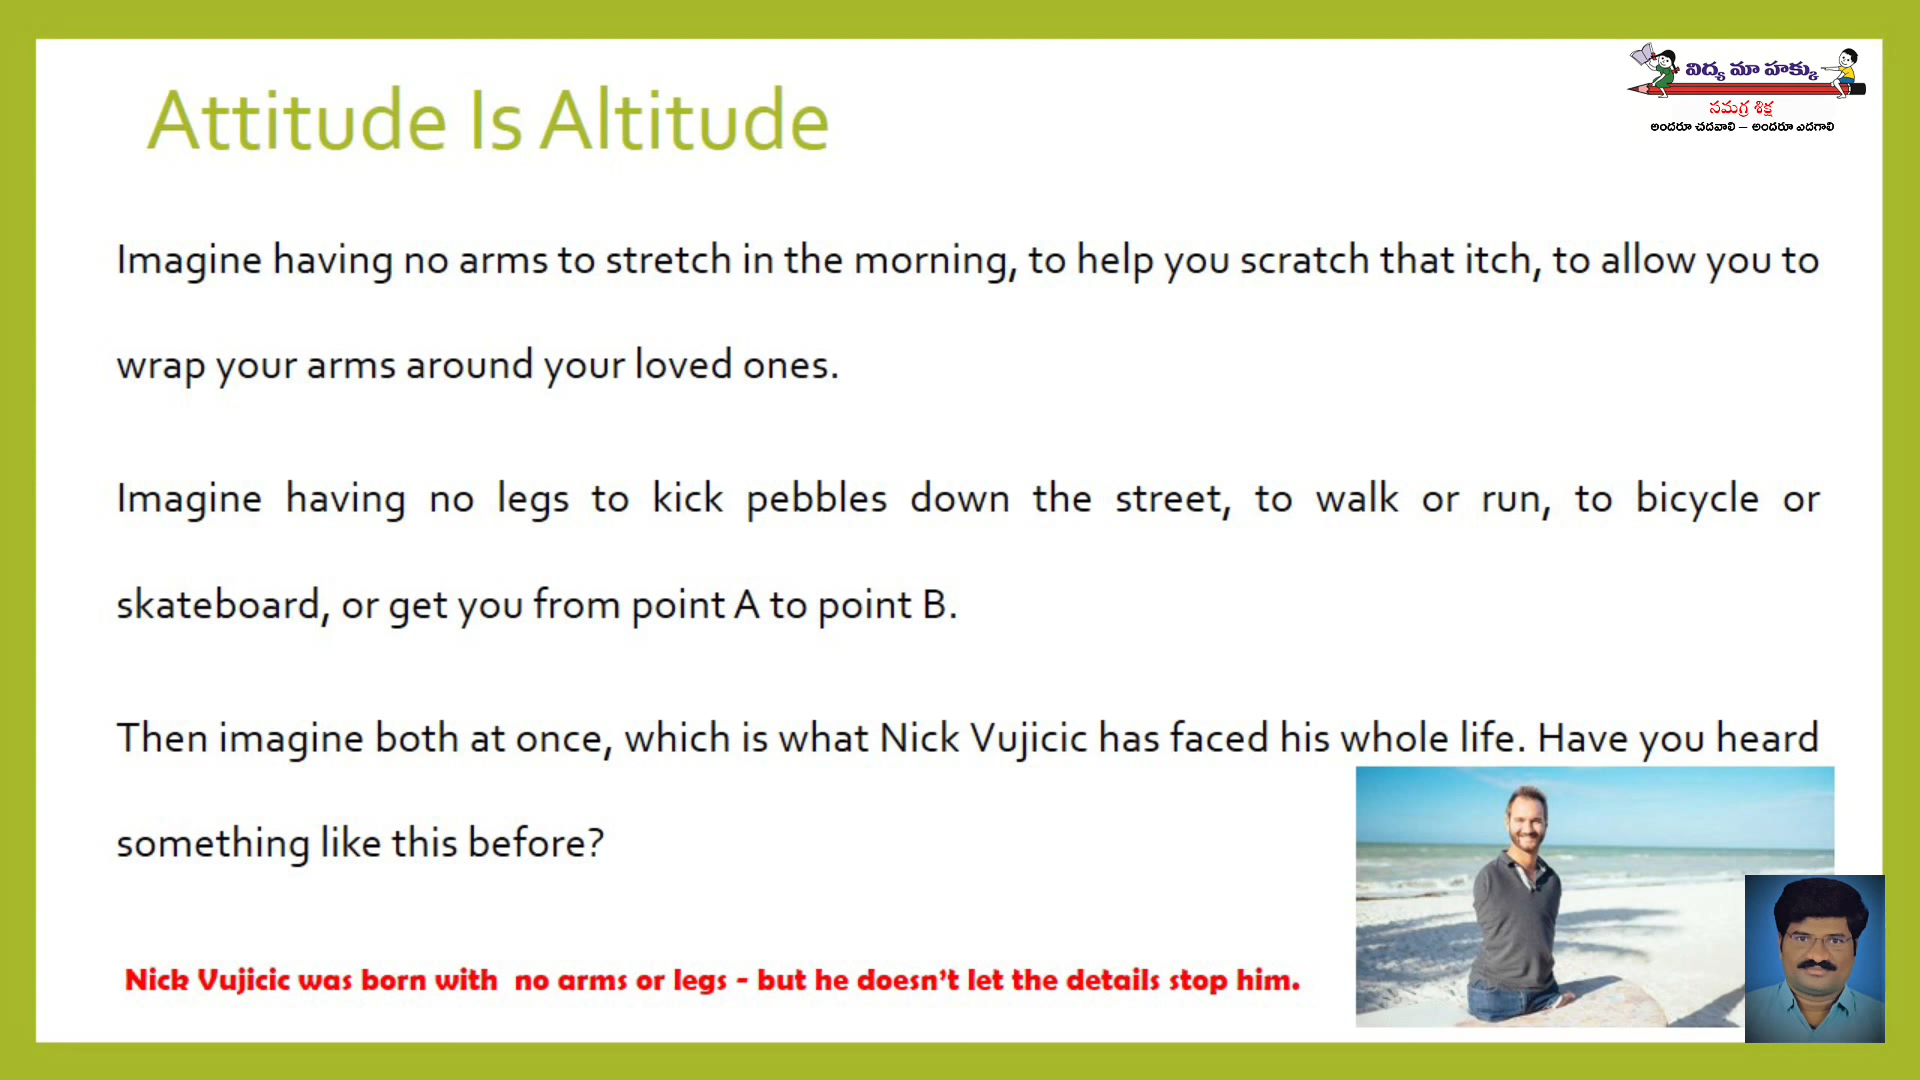 Attitude Is Altitude
విద్య మా హక్కు
సమగ్ర శిక్ష
అందరూ చదవాలి – అందరూ ఎదగాలి
Imagine having no arms to stretch in the morning, to help you scratch that itch, to allow you to
wrap your arms around your loved ones.
Imagine having no legs to kick pebbles down the street, to walk or run, to bicycle or
skateboard, or get you from point A to point B.
Then imagine both at once, which is what Nick Vujicic has faced his whole life. Have you heard
something like this before?
Nick Vujicic was born with  no arms or legs - but he doesn’t let the details stop him.